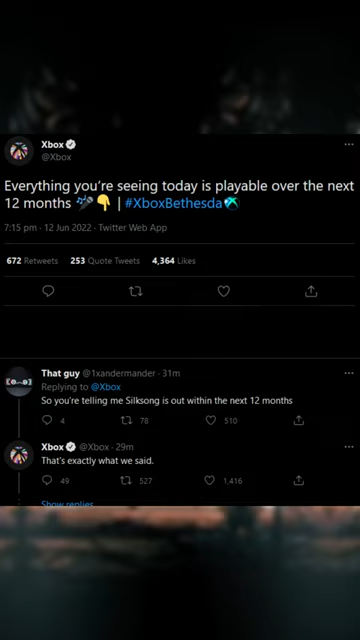 Xbox
@Xbox
Everything you're seeing today is playable over the next
12 months 🎤👇 | #XboxBethesda
7:15 pm · 12 Jun 2022 · Twitter Web App
672 Retweets 253 Quote Tweets 4,364 Likes
That guy @1xandermander · 31m
Replying to @Xbox
So you're telling me Silksong is out within the next 12 months
4 78 510
Xbox @Xbox · 29m
That's exactly what we said.
49 527 1,416
Show replies